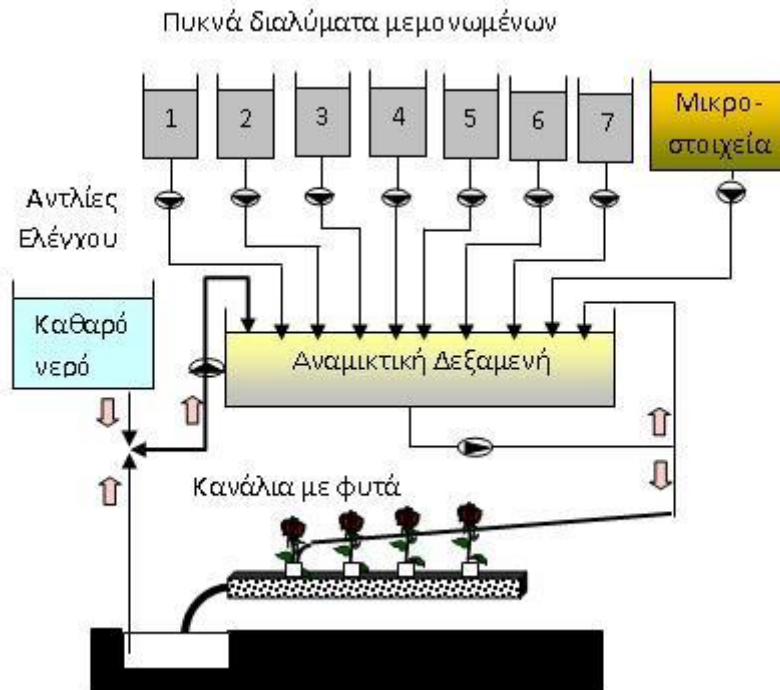 Πυκνά διαλύματα μεμονωμένων
1 2 3 4 5 6 7
Μικρο-
στοιχεία
Αντλίες
Ελέγχου
Καθαρό
νερό
Αναμικτική Δεξαμενή
Κανάλια με φυτά